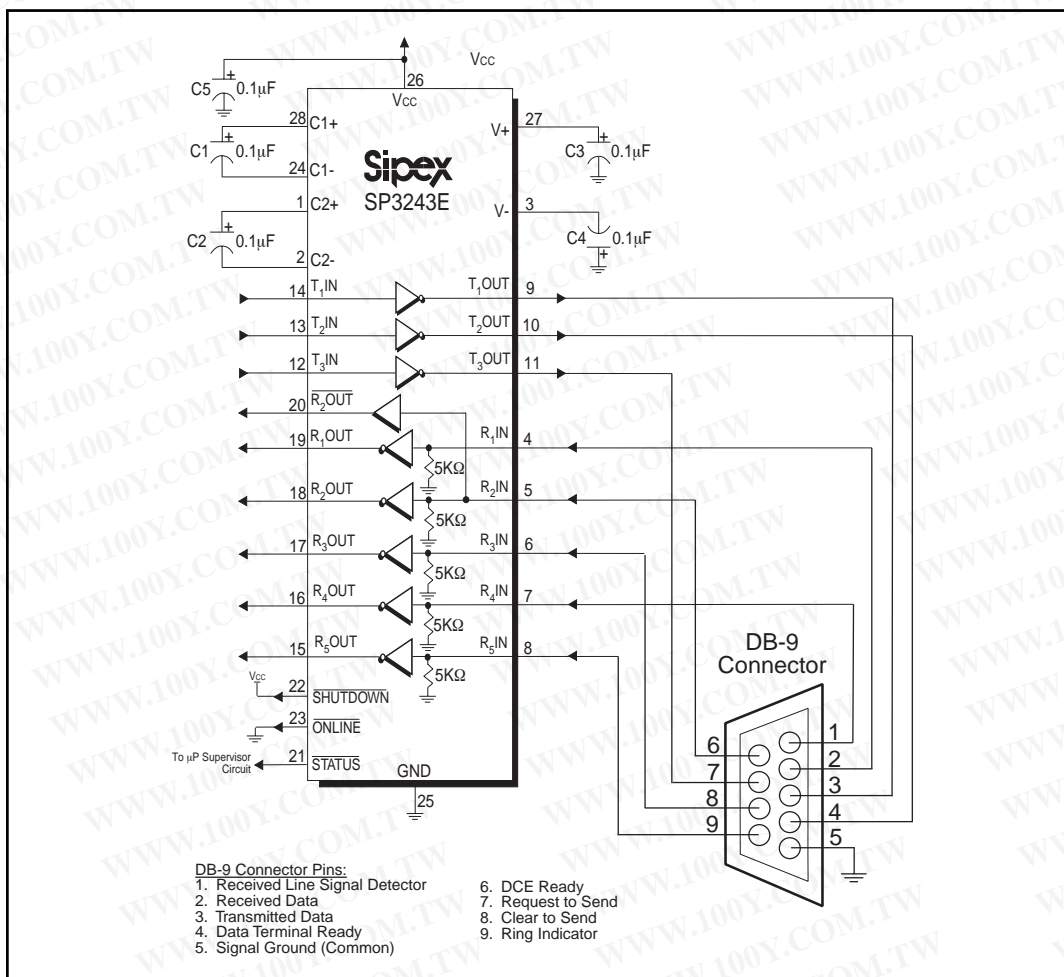 WWW.100Y.COM.TW
VCC
26
VCC
C5
+
0.1µF
28
C1+
C1
+
0.1µF
24
C1-
1
C2+
C2
+
0.1µF
2
C2-
Sipex
SP3243E
V+
27
+
C3
0.1µF
V-
3
C4
0.1µF
+
14
T1IN
T1OUT
9
13
T2IN
T2OUT
10
12
T3IN
T3OUT
11
20
R2OUT
19
R1OUT
R1IN
4
5KΩ
18
R2OUT
R2IN
5
5KΩ
17
R3OUT
R3IN
6
5KΩ
16
R4OUT
R4IN
7
5KΩ
15
R5OUT
R5IN
8
5KΩ
VCC
22
SHUTDOWN
23
ONLINE
To µP Supervisor
Circuit
21
STATUS
GND
25
DB-9
Connector
6
7
8
9
1
2
3
4
5
DB-9 Connector Pins:
1. Received Line Signal Detector
2. Received Data
3. Transmitted Data
4. Data Terminal Ready
5. Signal Ground (Common)
6. DCE Ready
7. Request to Send
8. Clear to Send
9. Ring Indicator